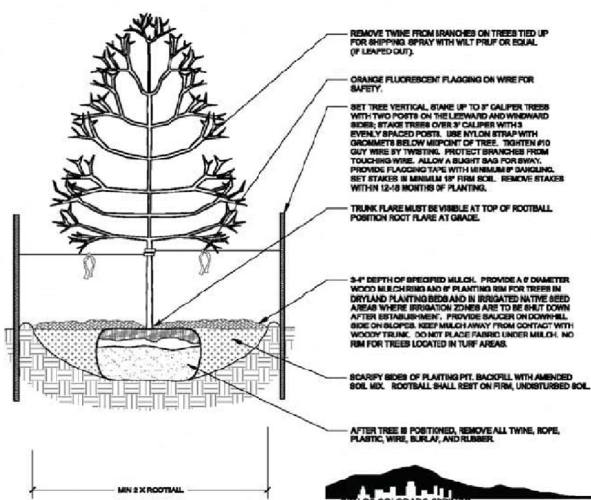 REMOVE TWINE FROM BRANCHES ON TREES TIED UP
FOR SHIPPING. SPRAY WITH WILT PRUF OR EQUAL
(IF LEAFED OUT).
ORANGE FLUORESCENT FLAGGING ON WIRE FOR
SAFETY.
SET TREE VERTICAL, STAKE UP TO 3" CALIPER TREES
WITH TWO POSTS ON THE LEEWARD AND WINDWARD
SIDES; STAKE TREES OVER 3" CALIPER WITH 3
EVENLY SPACED POSTS. USE NYLON STRAP WITH
GROMMETS BELOW MIDPOINT OF TREE. TIGHTEN #10
GUY WIRE BY TWISTING. PROTECT BRANCHES FROM
TOUCHING WIRE. ALLOW A SLIGHT SAG FOR SWAY.
PROVIDE FLAGGING TAPE WITH MINIMUM DANGLING.
SET STAKES IN MINIMUM 18" FIRM SOIL. REMOVE STAKES
WITHIN 12-18 MONTHS OF PLANTING.
TRUNK FLARE MUST BE VISIBLE AT TOP OF ROOTBALL
POSITION ROOT FLARE AT GRADE.
3-4" DEPTH OF SPECIFIED MULCH. PROVIDE A DIAMETER
WOOD MULCH RING AND PLANTING RIM FOR TREES IN
DRYLAND PLANTING BEDS AND IN IRRIGATED NATIVE SEED
AREAS WHERE IRRIGATION ZONES ARE TO BE SHUT DOWN
AFTER ESTABLISHMENT. PROVIDE SAUCER ON DOWNHILL
SIDE ON SLOPES. KEEP MULCH AWAY FROM CONTACT WITH
WOODY TRUNK. DO NOT PLACE FABRIC UNDER MULCH. NO
RIM FOR TREES LOCATED IN TURF AREAS.
SCARIFY SIDES OF PLANTING PIT. BACKFILL WITH AMENDED
SOIL MIX. ROOTBALL SHALL REST ON FIRM, UNDISTURBED SOIL.
AFTER TREE IS POSITIONED, REMOVE ALL TWINE, ROPE,
PLASTIC, WIRE, BURLAP, AND RUBBER.
MIN 2 X ROOTBALL